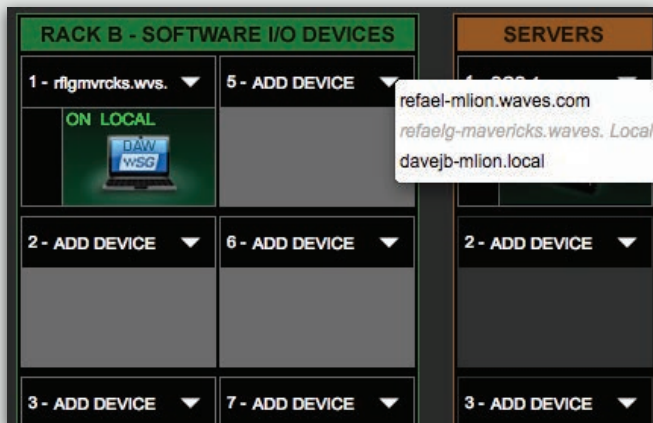 RACK B - SOFTWARE I/O DEVICES
SERVERS
1 - rflgmvrcks.wvs.
5 - ADD DEVICE
refael-mlion.waves.com
refaelg-mavericks.waves. Local
davejb-mlion.local
ON LOCAL
DAW
WSG
2 - ADD DEVICE
6 - ADD DEVICE
2 - ADD DEVICE
3 - ADD DEVICE
7 - ADD DEVICE
3 - ADD DEVICE